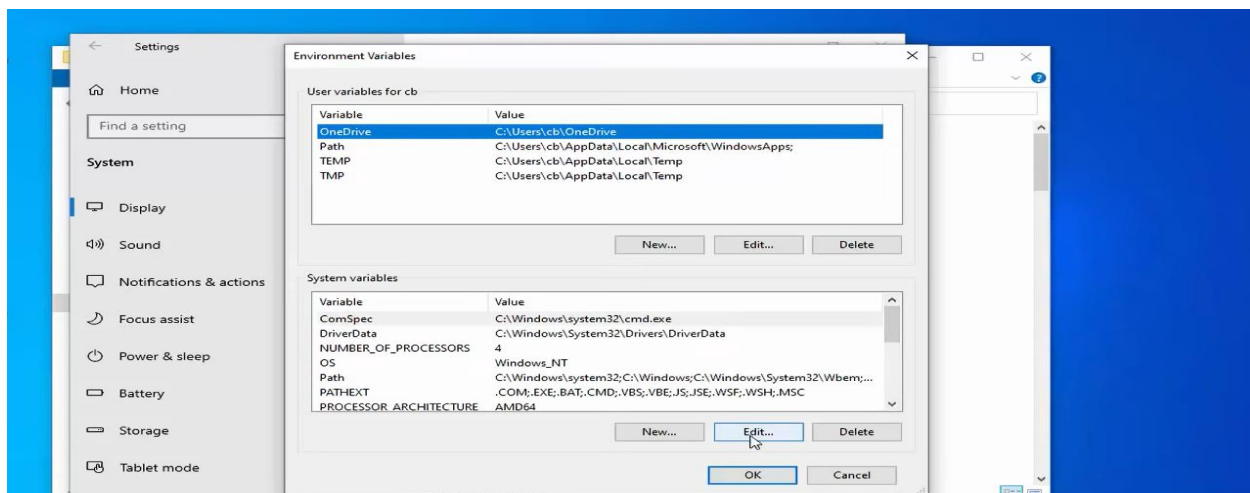 Settings
Home
Find a setting
System
Display
Sound
Notifications & actions
Focus assist
Power & sleep
Battery
Storage
Tablet mode
Environment Variables
User variables for cb
Variable Value
OneDrive C:\Users\cb\OneDrive
Path C:\Users\cb\AppData\Local\Microsoft\WindowsApps;
TEMP C:\Users\cb\AppData\Local\Temp
TMP C:\Users\cb\AppData\Local\Temp
New... Edit... Delete
System variables
Variable Value
ComSpec C:\Windows\system32\cmd.exe
DriverData C:\Windows\System32\Drivers\DriverData
NUMBER_OF_PROCESSORS 4
OS Windows_NT
Path C:\Windows\system32;C:\Windows;C:\Windows\System32\Wbem;...
PATHEXT .COM;.EXE;.BAT;.CMD;.VBS;.VBE;.JS;.JSE;.WSF;.WSH;.MSC
PROCESSOR_ARCHITECTURE AMD64
New... Edit... Delete
OK Cancel